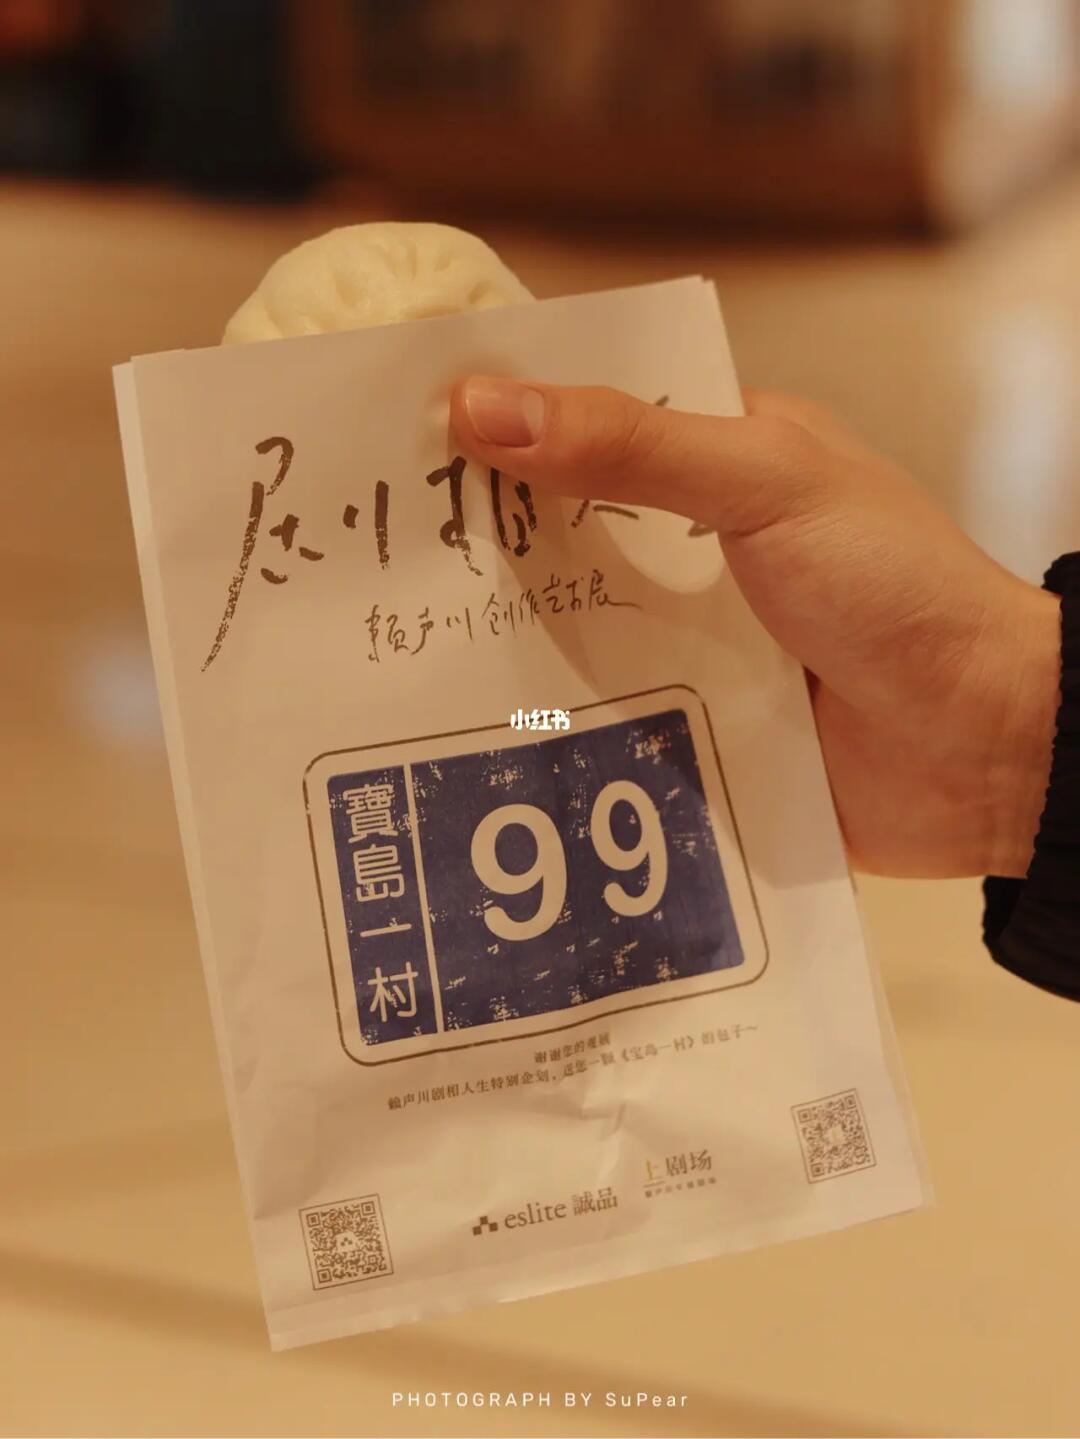 剧相人
赖声川创作艺术展
小红书
寶島一村
99
谢谢您的观展
赖声川剧相人生特别企划，送您一颗《宝岛一村》的包子～
eslite 誠品
上剧场
PHOTOGRAPH BY SuPear